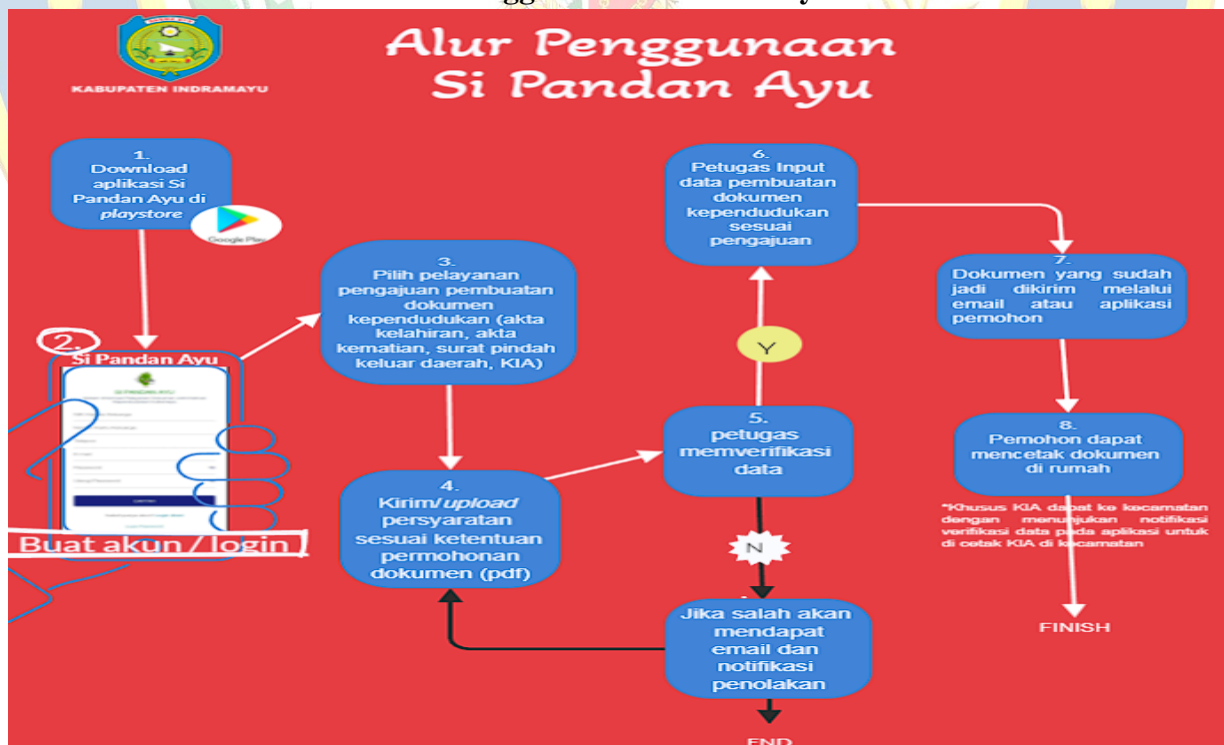 KABUPATEN INDRAMAYU
Alur Penggunaan
Si Pandan Ayu
1.
Download
aplikasi Si
Pandan Ayu di
playstore
Google Play
2.
Si Pandan Ayu
SI PANDAN AYU
Buat akun / login
3.
Pilih pelayanan
pengajuan pembuatan
dokumen
kependudukan (akta
kelahiran, akta
kematian, surat pindah
keluar daerah, KIA)
4.
Kirim/upload
persyaratan
sesuai ketentuan
permohonan
dokumen (pdf)
5.
petugas
memverifikasi
data
Y
N
Jika salah akan
mendapat
email dan
notifikasi
penolakan
END
6.
Petugas Input
data pembuatan
dokumen
kependudukan
sesuai
pengajuan
7.
Dokumen yang sudah
jadi dikirim melalui
email atau aplikasi
pemohon
8.
Pemohon dapat
mencetak dokumen
di rumah
*Khusus KIA dapat ke kecamatan
dengan menunjukan notifikasi
verifikasi data pada aplikasi untuk
di cetak KIA di kecamatan
FINISH